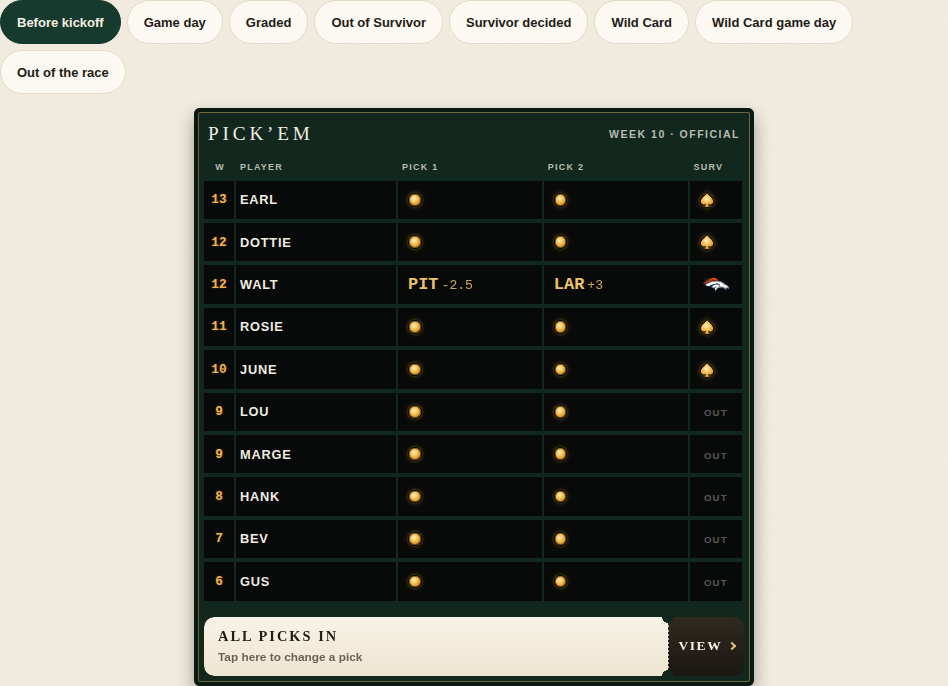 Before kickoff Game day Graded Out of Survivor Survivor decided Wild Card Wild Card game day
Out of the race
PICK’EM WEEK 10 · OFFICIAL
W PLAYER PICK 1 PICK 2 SURV
13 EARL
12 DOTTIE
12 WALT PIT -2.5 LAR +3
11 ROSIE
10 JUNE
9 LOU OUT
9 MARGE OUT
8 HANK OUT
7 BEV OUT
6 GUS OUT
ALL PICKS IN
Tap here to change a pick
VIEW